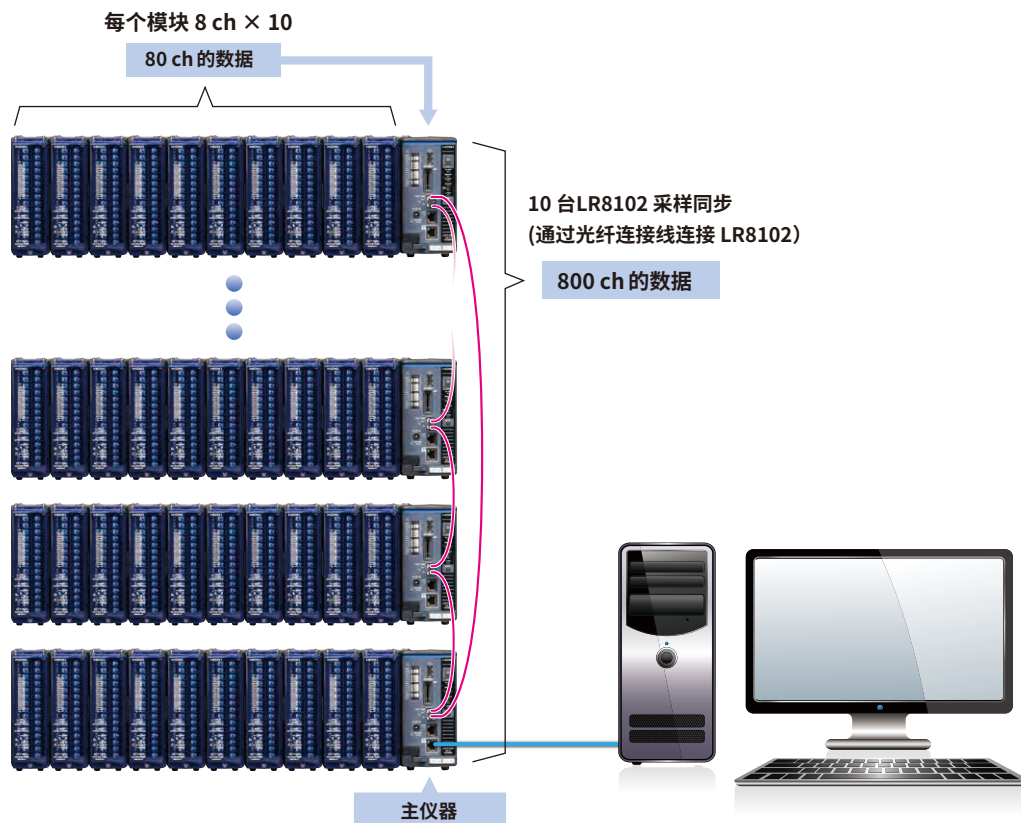 每个模块 8 ch × 10
80 ch 的数据
10 台LR8102 采样同步
(通过光纤连接线连接 LR8102）
800 ch 的数据
主仪器